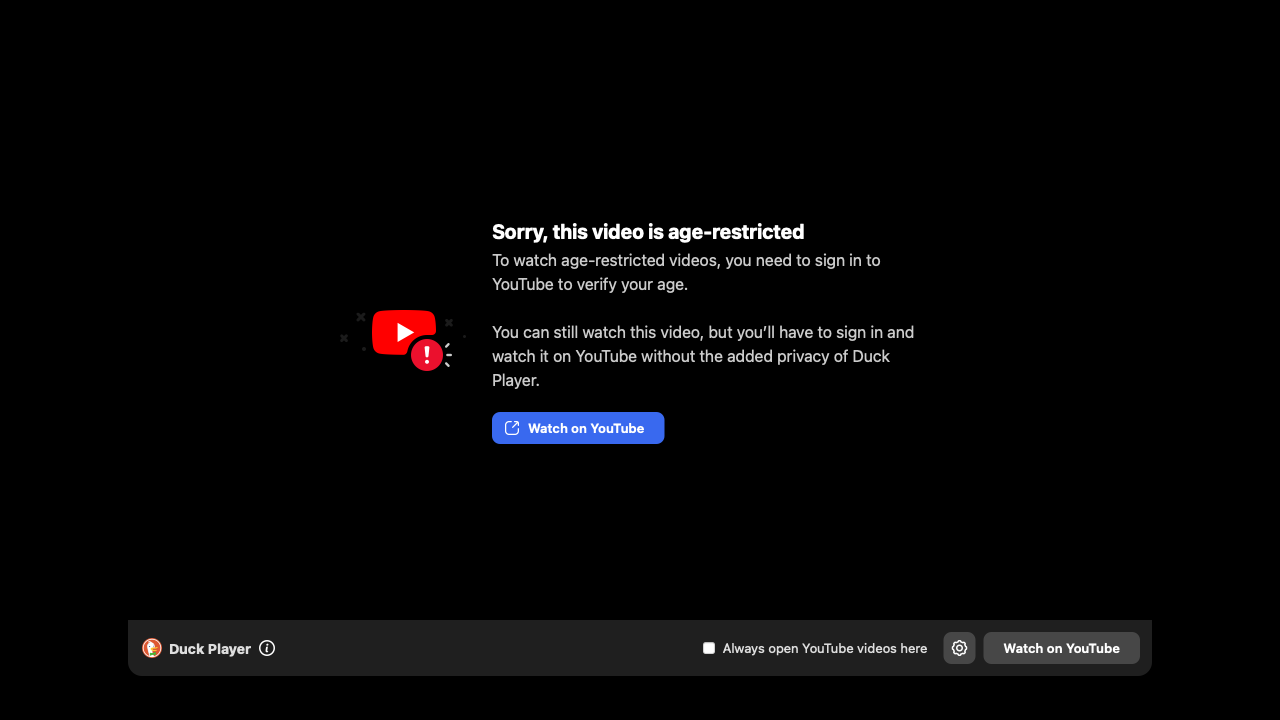 Sorry, this video is age-restricted
To watch age-restricted videos, you need to sign in to
YouTube to verify your age.
You can still watch this video, but you’ll have to sign in and
watch it on YouTube without the added privacy of Duck
Player.
Watch on YouTube
Duck Player
Always open YouTube videos here
Watch on YouTube